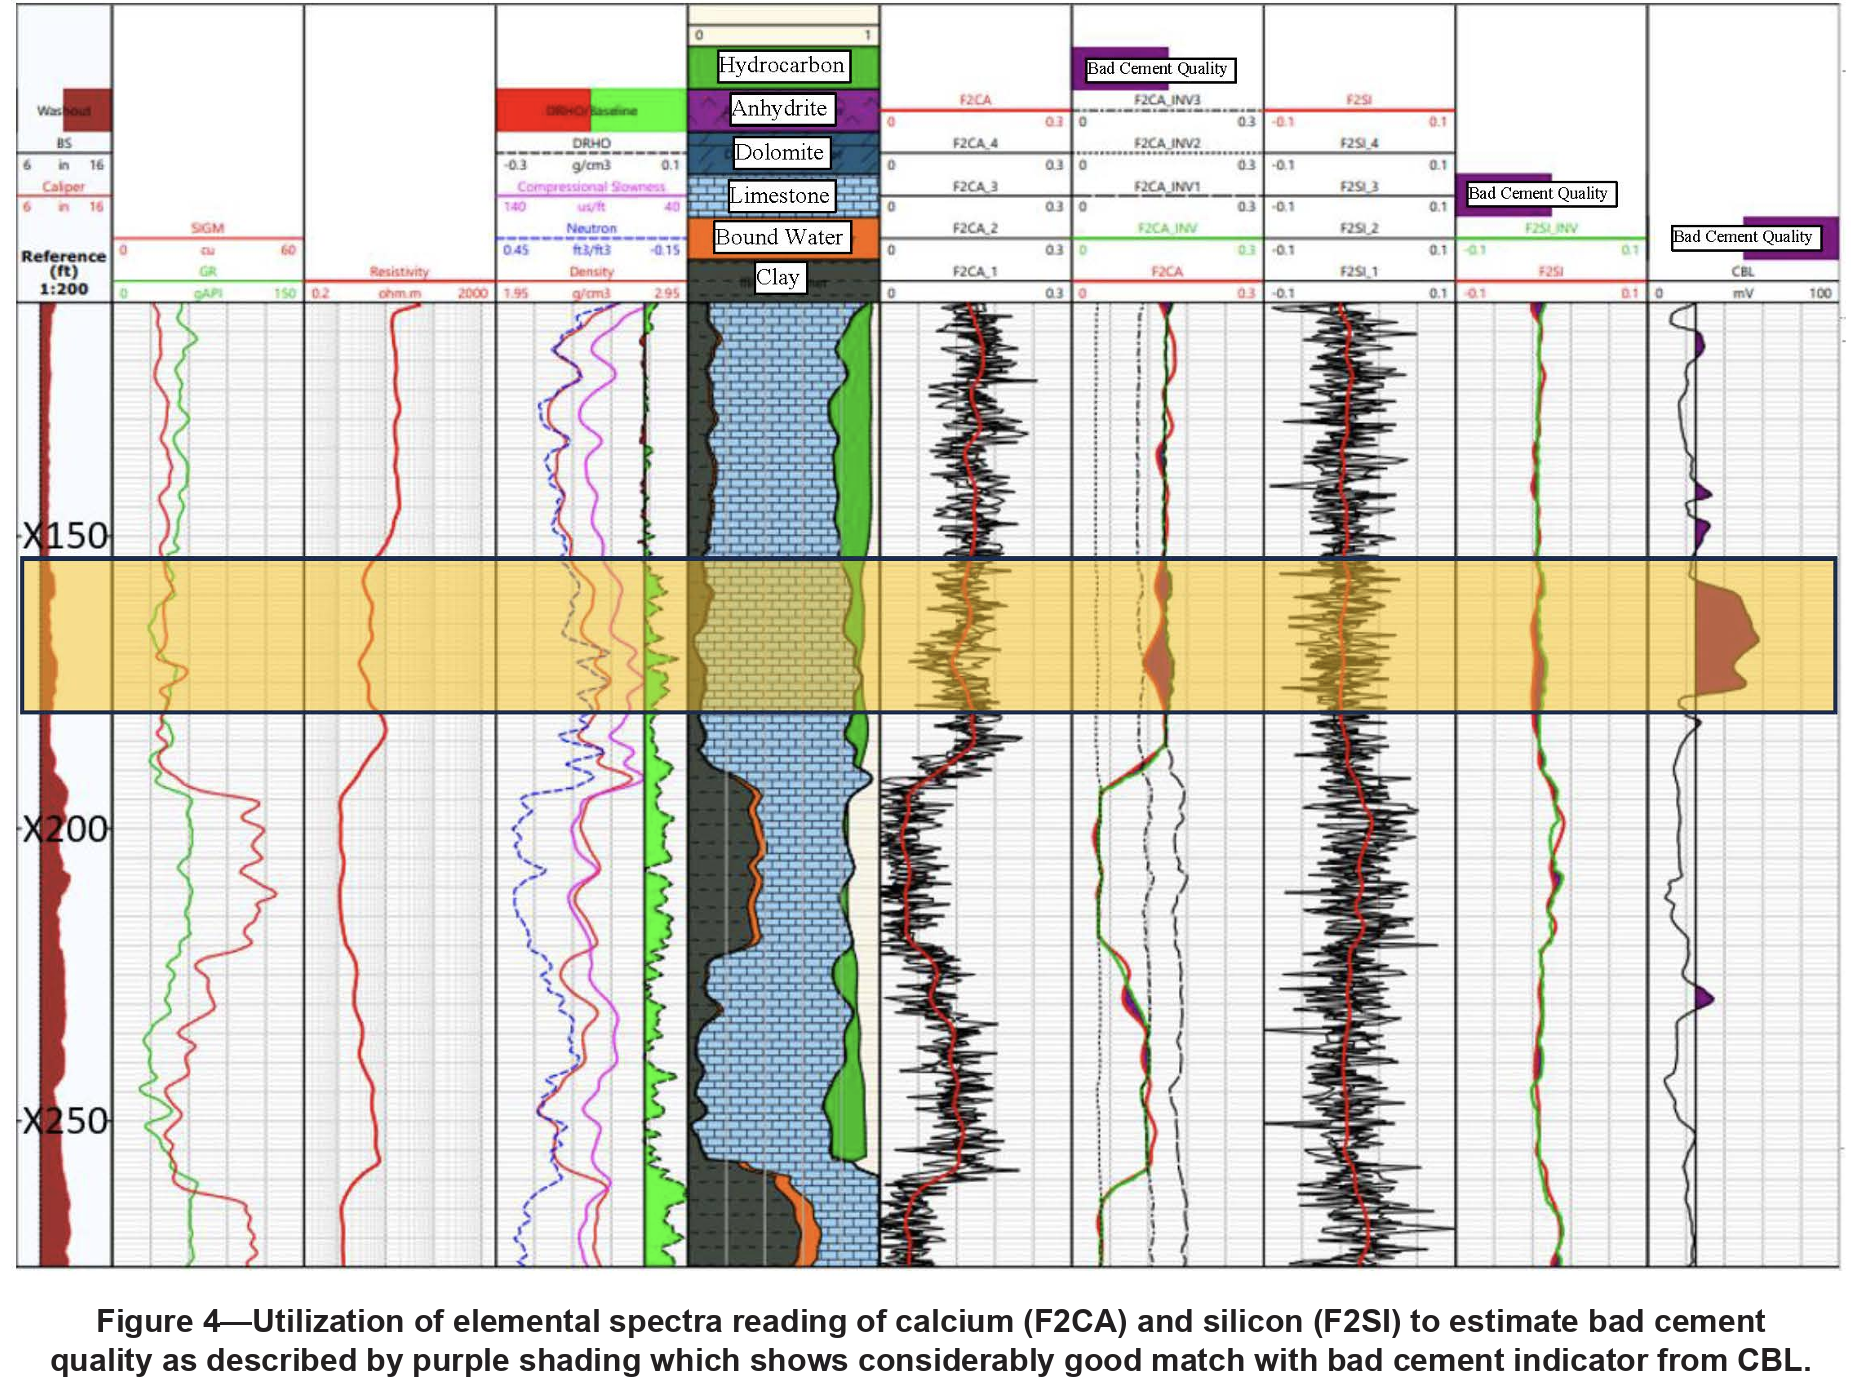 0 1
Hydrocarbon
Anhydrite
Dolomite
Limestone
Bound Water
Clay
Washout
BS
6 in 16
Caliper
6 in 16
Reference
(ft)
1:200
SIGM
0 cu 60
GR
0 gAPI 150
Resistivity
0.2 ohm.m 2000
DRHO/Baseline
DRHO
-0.3 g/cm3 0.1
Compressional Slowness
140 us/ft 40
Neutron
0.45 ft3/ft3 -0.15
Density
1.95 g/cm3 2.95
F2CA
0 0.3
F2CA_4
0 0.3
F2CA_3
0 0.3
F2CA_2
0 0.3
F2CA_1
0 0.3
Bad Cement Quality
F2CA_INV3
0 0.3
F2CA_INV2
0 0.3
F2CA_INV1
0 0.3
F2CA_INV
0 0.3
F2CA
0 0.3
F2SI
-0.1 0.1
F2SI_4
-0.1 0.1
F2SI_3
-0.1 0.1
F2SI_2
-0.1 0.1
F2SI_1
-0.1 0.1
Bad Cement Quality
F2SI_INV
-0.1 0.1
F2SI
-0.1 0.1
Bad Cement Quality
CBL
0 mV 100
X150
X200
X250
Figure 4—Utilization of elemental spectra reading of calcium (F2CA) and silicon (F2SI) to estimate bad cement
quality as described by purple shading which shows considerably good match with bad cement indicator from CBL.